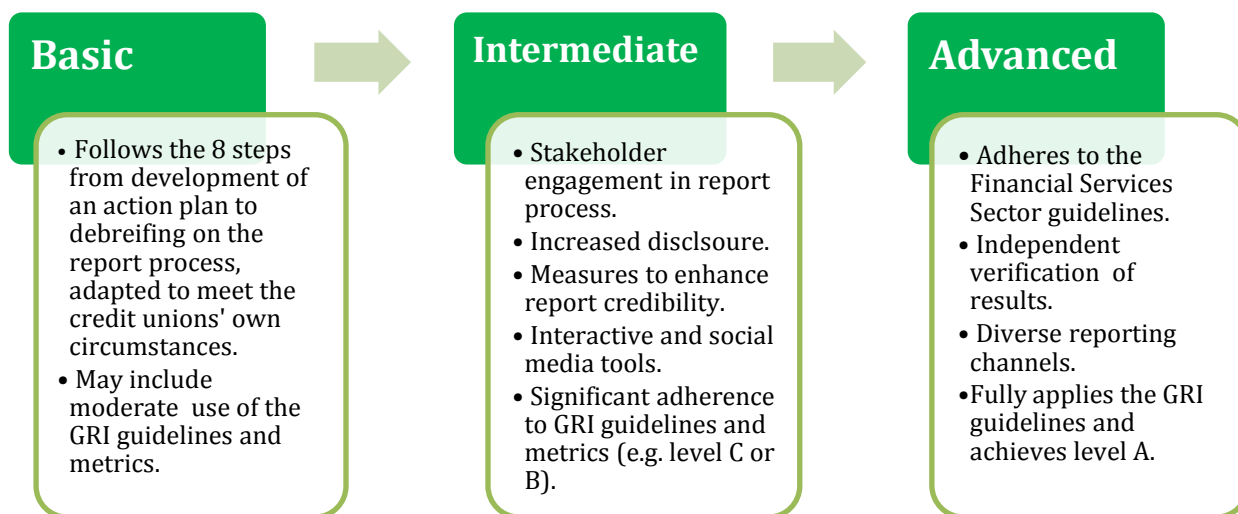 Basic
• Follows the 8 steps
from development of
an action plan to
debreifing on the
report process,
adapted to meet the
credit unions' own
circumstances.
• May include
moderate use of the
GRI guidelines and
metrics.
Intermediate
• Stakeholder
engagement in report
process.
• Increased disclsoure.
• Measures to enhance
report credibility.
• Interactive and social
media tools.
• Significant adherence
to GRI guidelines and
metrics (e.g. level C or
B).
Advanced
• Adheres to the
Financial Services
Sector guidelines.
• Independent
verification of
results.
• Diverse reporting
channels.
•Fully applies the GRI
guidelines and
achieves level A.